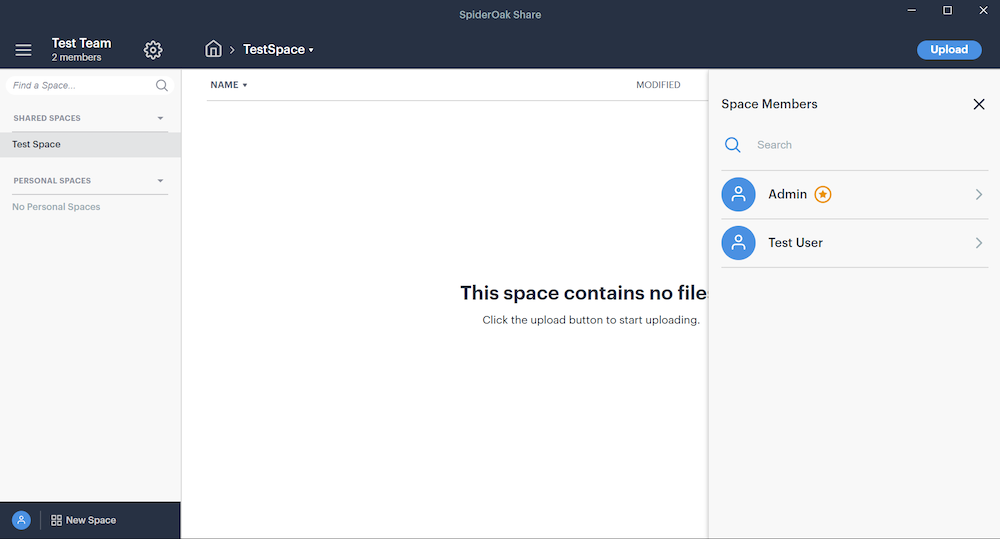 SpiderOak Share
Test Team
2 members
TestSpace
Upload
Find a Space...
SHARED SPACES
Test Space
PERSONAL SPACES
No Personal Spaces
NAME
MODIFIED
This space contains no file
Click the upload button to start uploading.
Space Members
Search
Admin
Test User
New Space